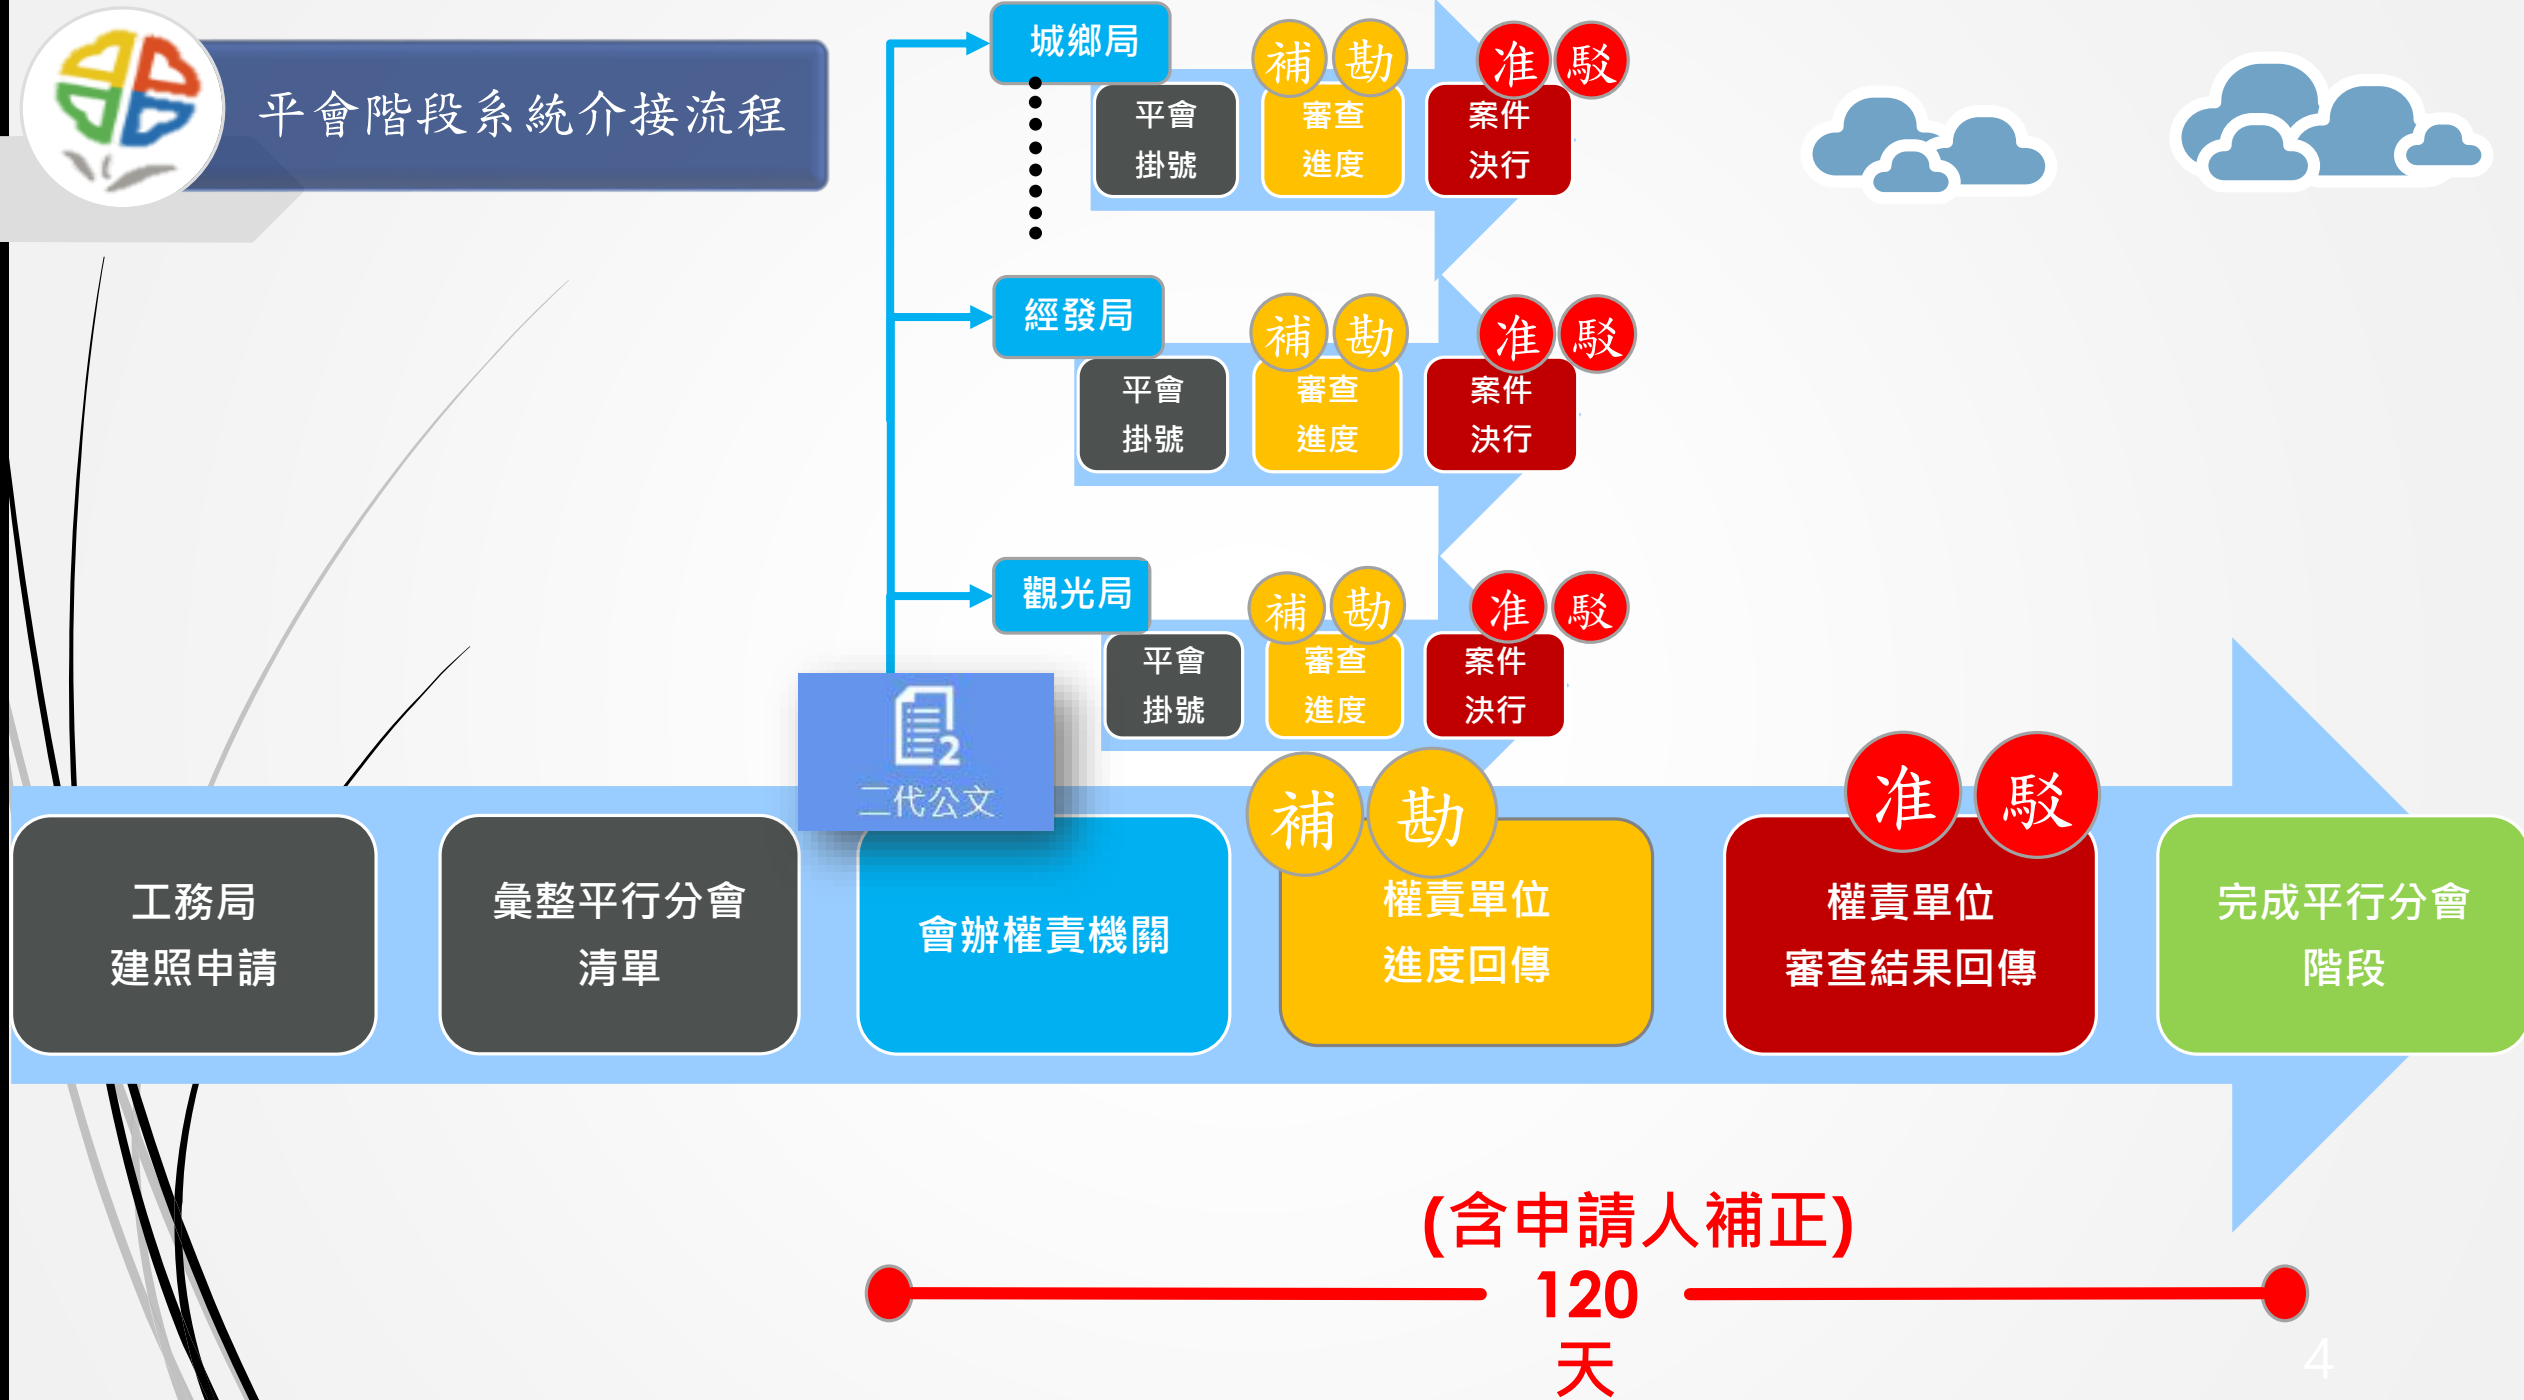 平會階段系統介接流程
城鄉局
補 勘 准 駁
平會
掛號
審查
進度
案件
決行
經發局
補 勘 准 駁
平會
掛號
審查
進度
案件
決行
觀光局
補 勘 准 駁
平會
掛號
審查
進度
案件
決行
2
二代公文
補 勘 准 駁
工務局
建照申請
彙整平行分會
清單
會辦權責機關
權責單位
進度回傳
權責單位
審查結果回傳
完成平行分會
階段
(含申請人補正)
120
天
4